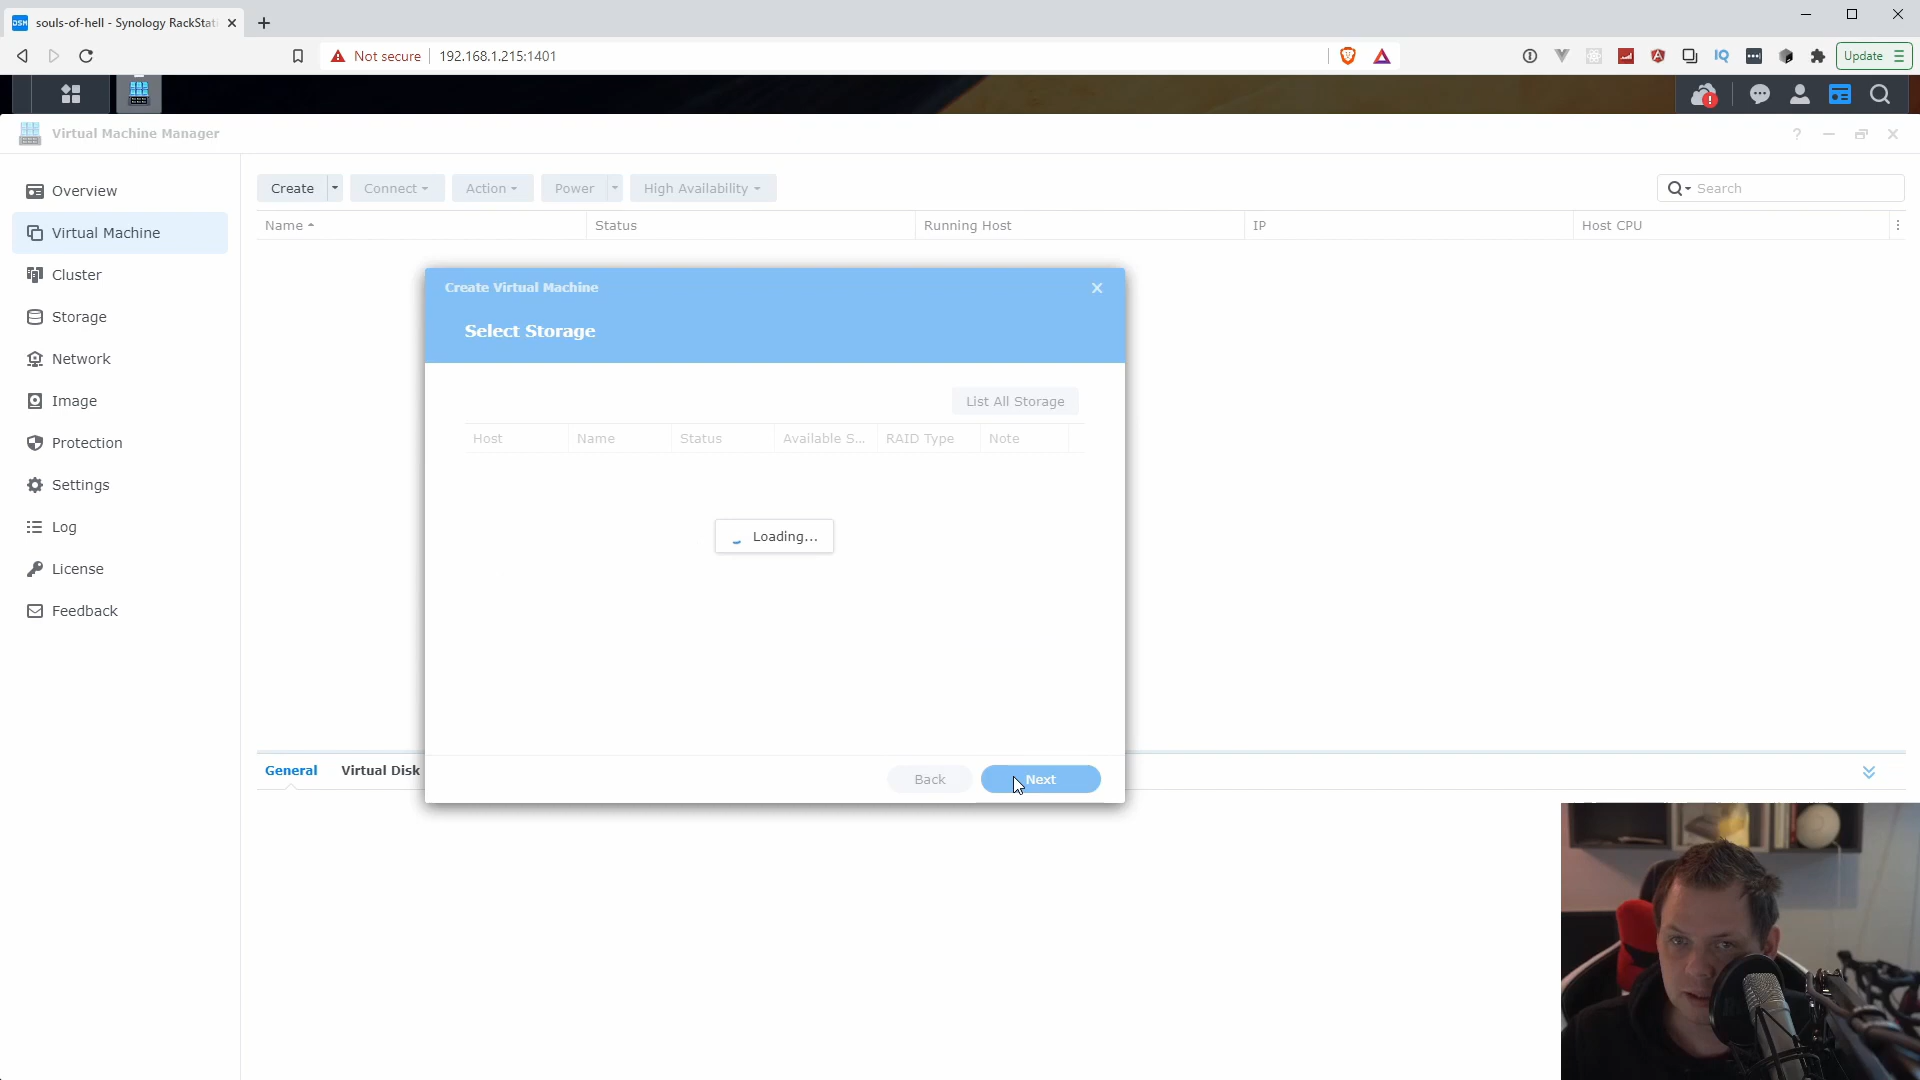 souls-of-hell - Synology RackStati
Not secure
192.168.1.215:1401
Update
Virtual Machine Manager
Overview
Virtual Machine
Cluster
Storage
Network
Image
Protection
Settings
Log
License
Feedback
Create
Connect
Action
Power
High Availability
Search
Name
Status
Running Host
IP
Host CPU
Create Virtual Machine
Select Storage
List All Storage
Host
Name
Status
Available S...
RAID Type
Note
Loading...
Back
Next
General
Virtual Disk